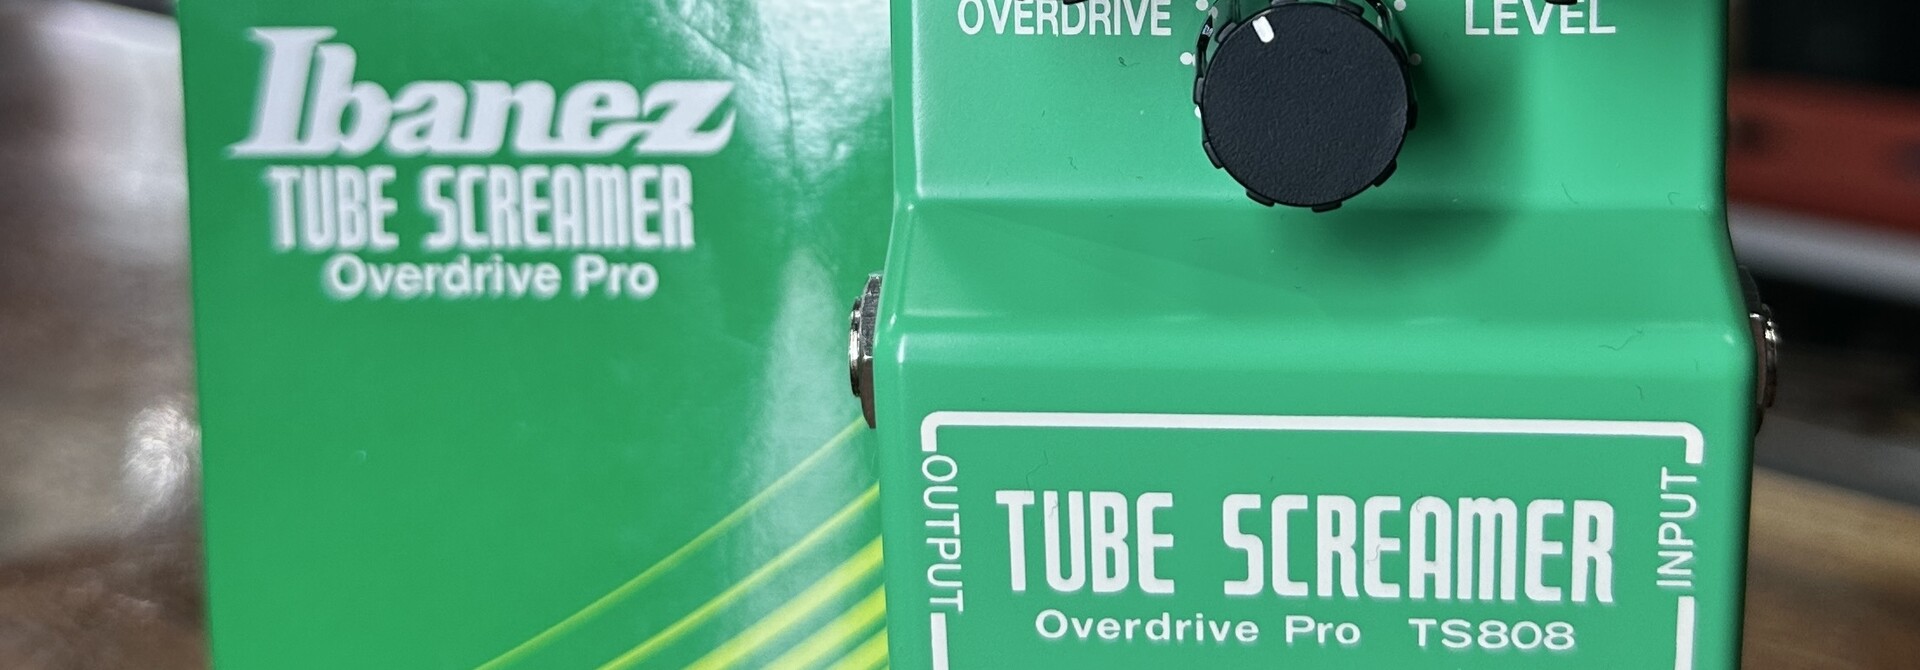 Ibanez
TUBE SCREAMER
Overdrive Pro
OVERDRIVE
LEVEL
OUTPUT
INPUT
TUBE SCREAMER
Overdrive Pro TS808